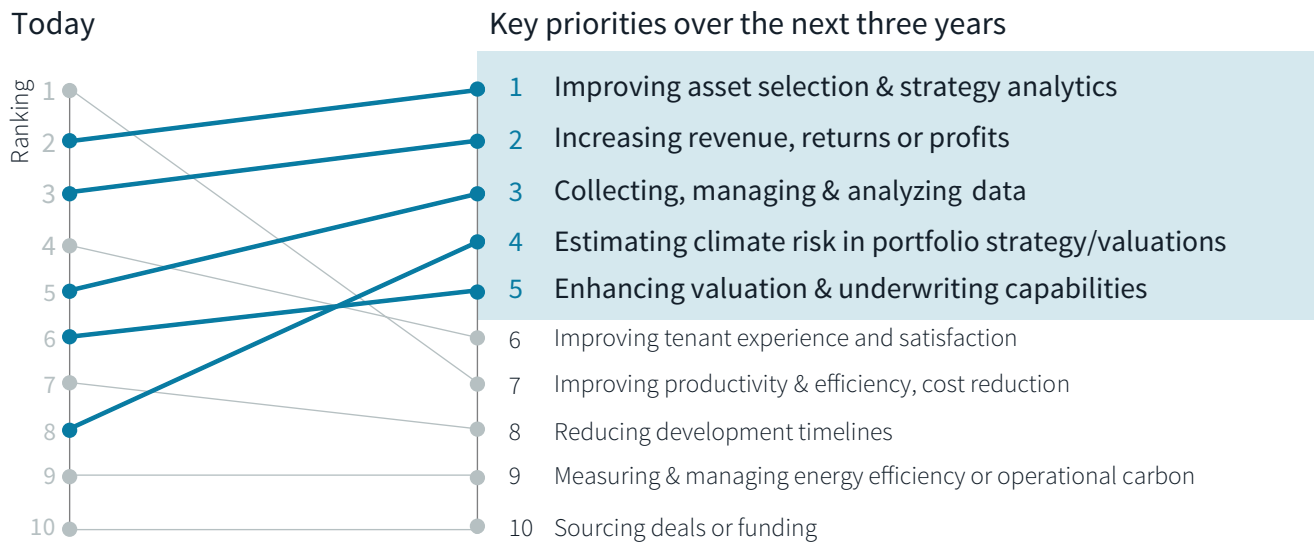 Today
Key priorities over the next three years
Ranking
1
2
3
4
5
6
7
8
9
10
1 Improving asset selection & strategy analytics
2 Increasing revenue, returns or profits
3 Collecting, managing & analyzing data
4 Estimating climate risk in portfolio strategy/valuations
5 Enhancing valuation & underwriting capabilities
6 Improving tenant experience and satisfaction
7 Improving productivity & efficiency, cost reduction
8 Reducing development timelines
9 Measuring & managing energy efficiency or operational carbon
10 Sourcing deals or funding